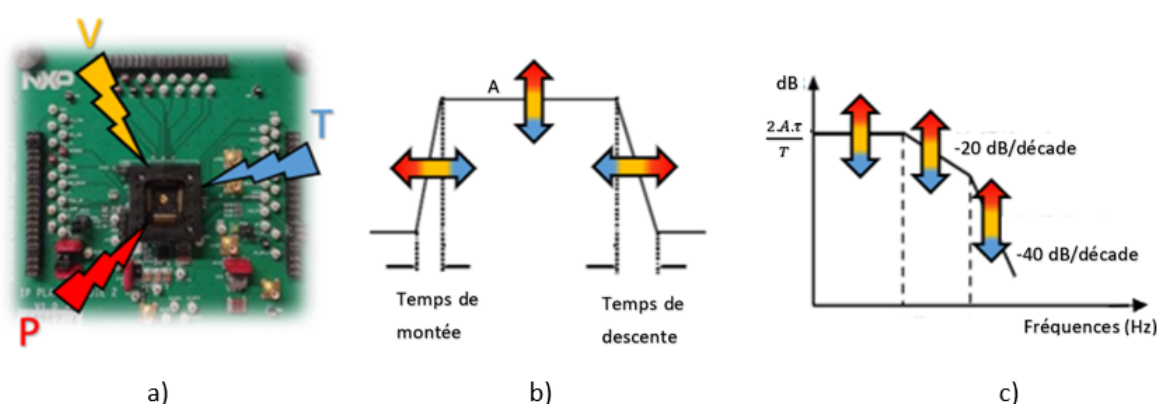 V
NXP
T
P
a)
A
Temps de
montée
Temps de
descente
b)
dB
2.A.τ
T
-20 dB/décade
-40 dB/décade
Fréquences (Hz)
c)